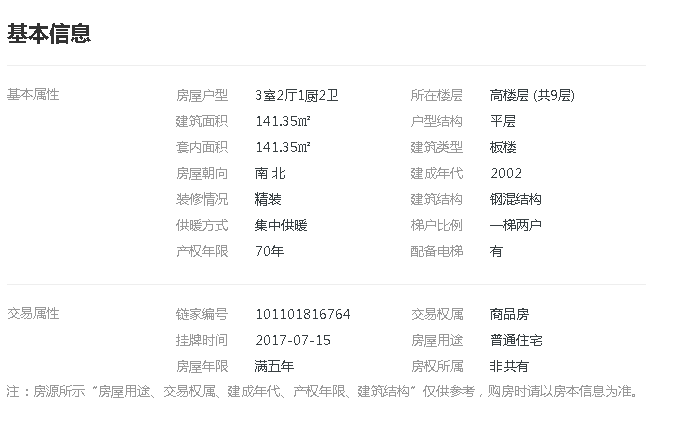 基本信息
基本属性 房屋户型 3室2厅1厨2卫 所在楼层 高楼层 (共9层)
建筑面积 141.35㎡ 户型结构 平层
套内面积 141.35㎡ 建筑类型 板楼
房屋朝向 南 北 建成年代 2002
装修情况 精装 建筑结构 钢混结构
供暖方式 集中供暖 梯户比例 一梯两户
产权年限 70年 配备电梯 有
交易属性 链家编号 101101816764 交易权属 商品房
挂牌时间 2017-07-15 房屋用途 普通住宅
房屋年限 满五年 房权所属 非共有
注：房源所示“房屋用途、交易权属、建成年代、产权年限、建筑结构”仅供参考，购房时请以房本信息为准。